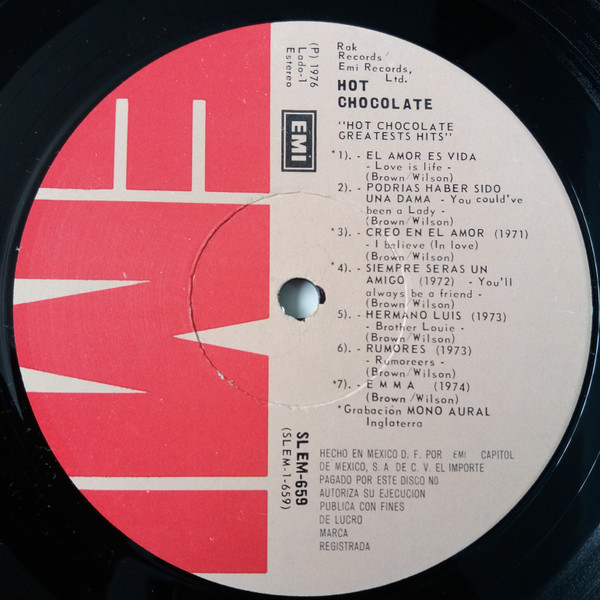 (P) 1976
Lado-1
Estereo
Rak
Records/
Emi Records,
Ltd.
HOT
CHOCOLATE
EMI
"HOT CHOCOLATE
GREATESTS HITS"
*1). - EL AMOR ES VIDA
- Love is life -
(Brown/Wilson)
2). - PODRIAS HABER SIDO
UNA DAMA - You could've
been a Lady -
(Brown/Wilson)
*3). - CREO EN EL AMOR (1971)
- I believe (In love)
(Brown/Wilson)
*4). - SIEMPRE SERAS UN
AMIGO (1972) - You'll
always be a friend -
(Brown/Wilson)
5). - HERMANO LUIS (1973)
- Brother Louie -
(Brown/Wilson)
6). - RUMORES (1973)
- Rumoreers -
(Brown/Wilson)
*7). - E M M A (1974)
(Brown/Wilson)
*Grabación MONO AURAL
Inglaterra
SLEM-659
(SLEM-1-659)
HECHO EN MEXICO D. F. POR EMI CAPITOL
DE MEXICO, S. A. DE C. V. EL IMPORTE
PAGADO POR ESTE DISCO NO
AUTORIZA SU EJECUCION
PUBLICA CON FINES
DE LUCRO
MARCA
REGISTRADA
EMI